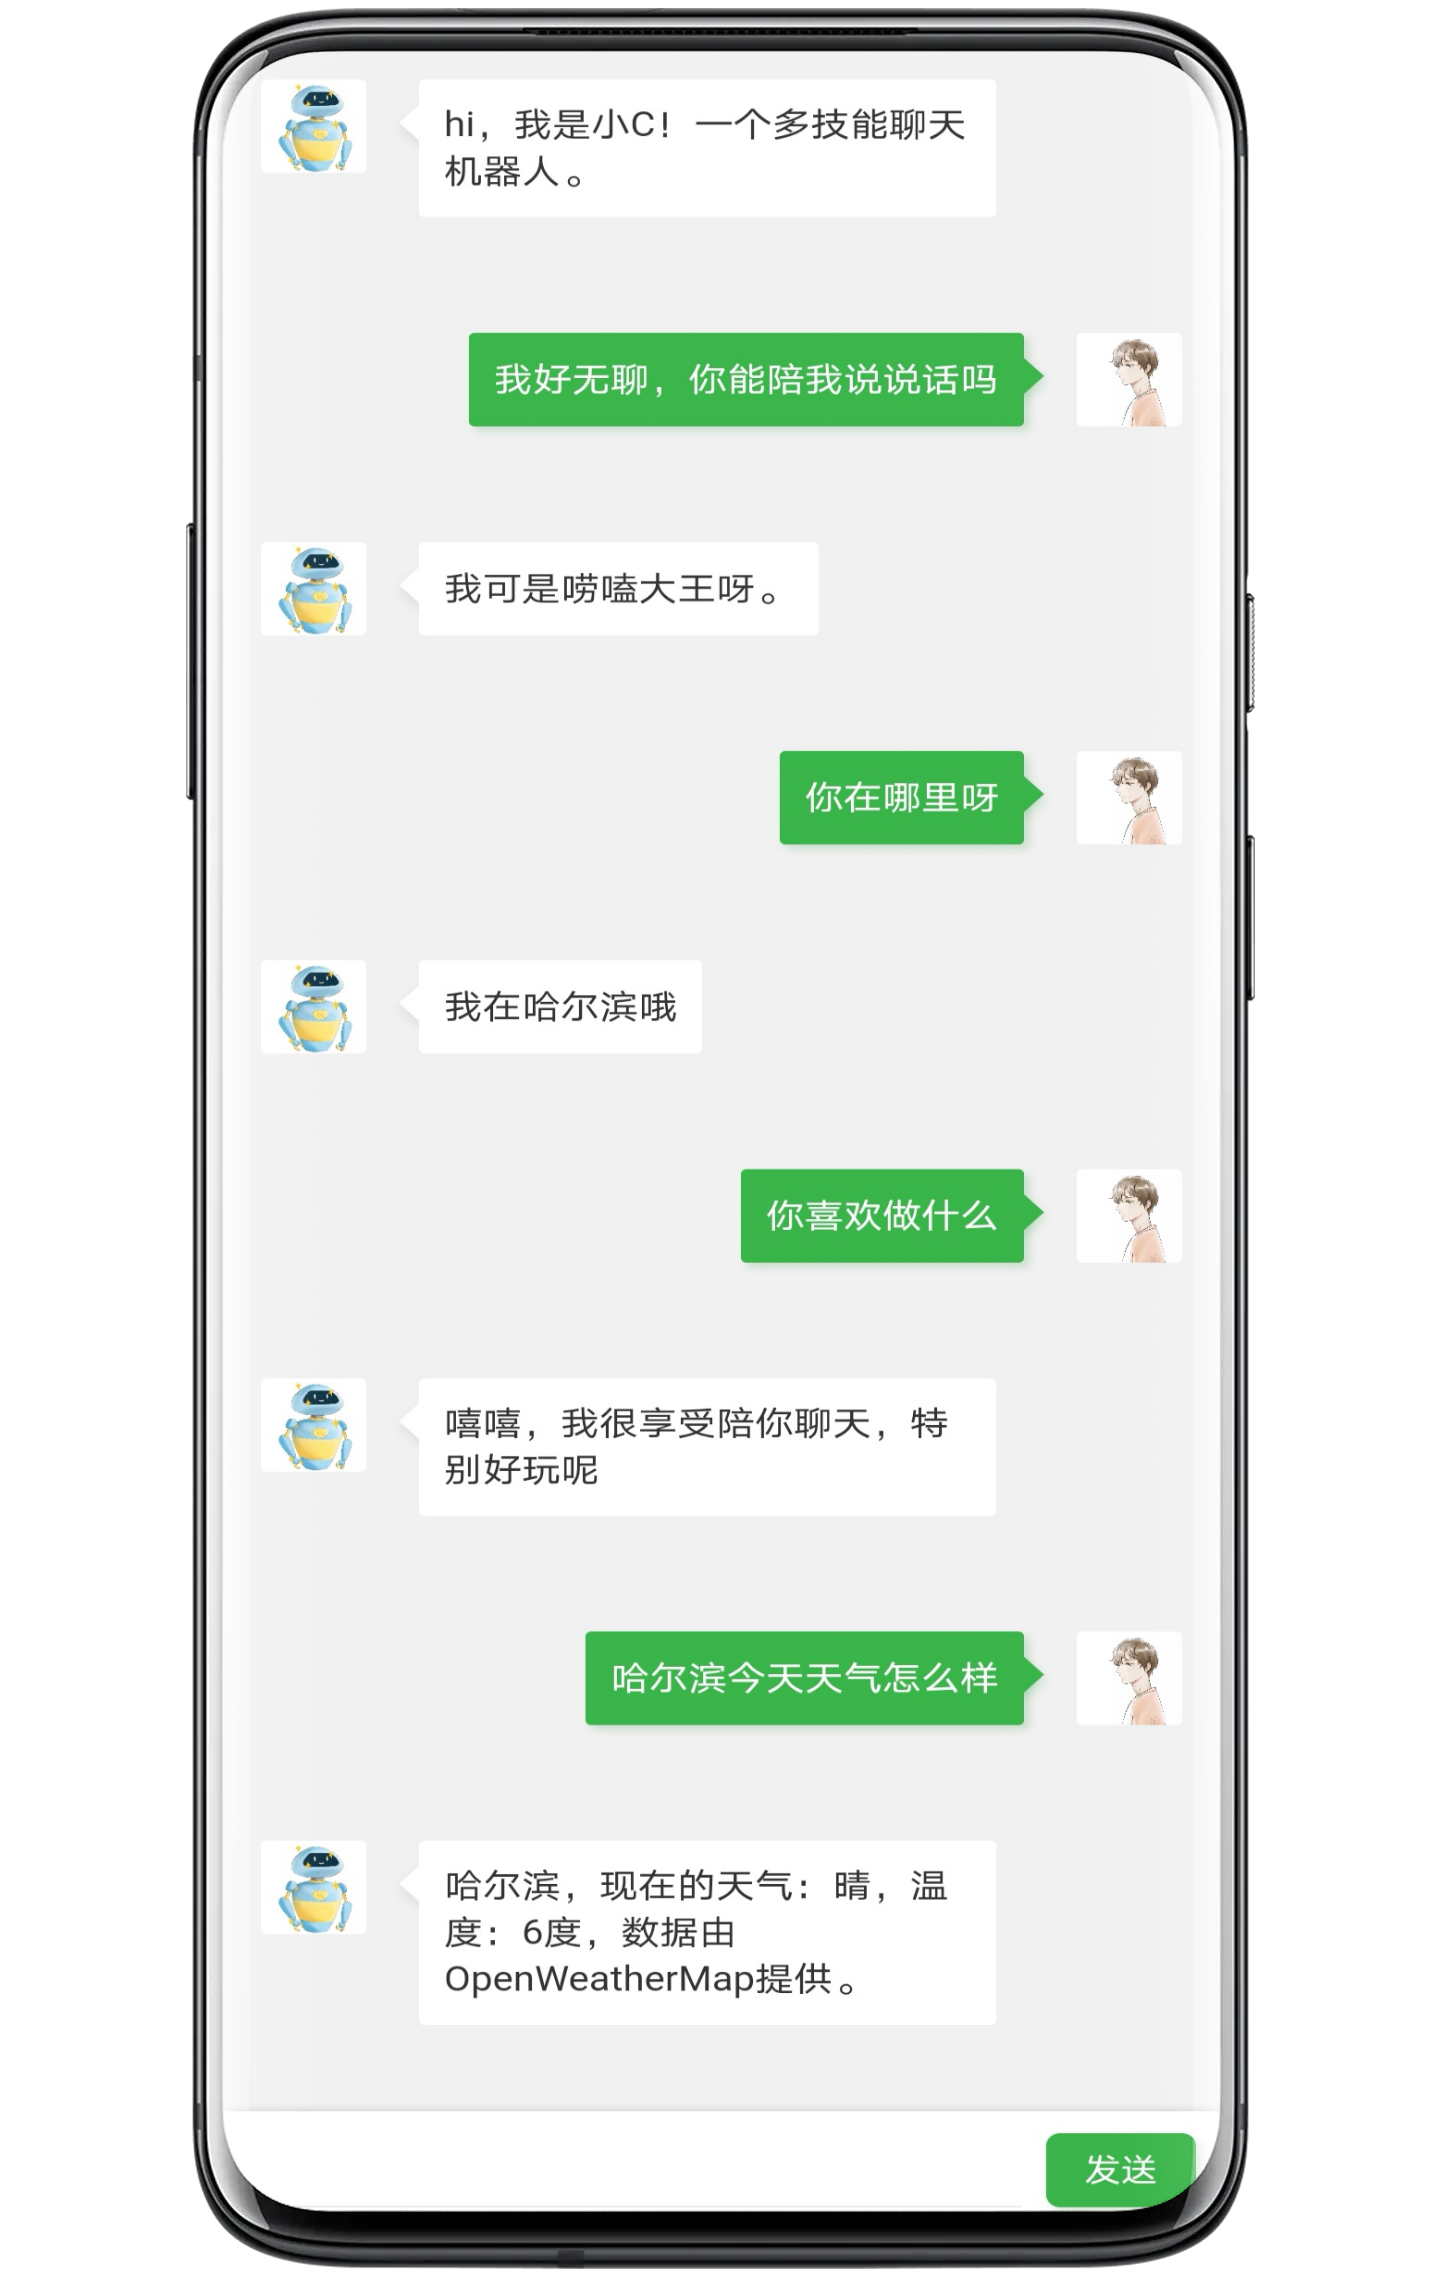 hi，我是小C！一个多技能聊天
机器人。
我好无聊，你能陪我说说话吗
我可是唠嗑大王呀。
你在哪里呀
我在哈尔滨哦
你喜欢做什么
嘻嘻，我很享受陪你聊天，特
别好玩呢
哈尔滨今天天气怎么样
哈尔滨，现在的天气：晴，温
度：6度，数据由
OpenWeatherMap提供。
发送